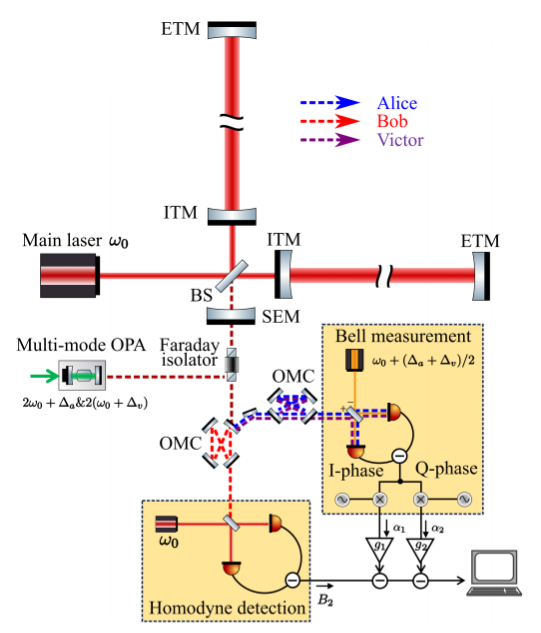 ETM
Alice
Bob
Victor
ITM
Main laser ω₀
ITM
ETM
BS
SEM
Multi-mode OPA
Faraday
isolator
2ω₀ + Δₐ&2(ω₀ + Δᵥ)
Bell measurement
ω₀ + (Δₐ + Δᵥ)/2
OMC
OMC
+
−
−
I-phase
Q-phase
ω₀
α₁
α₂
g₁
g₂
−
B₂
−
−
Homodyne detection